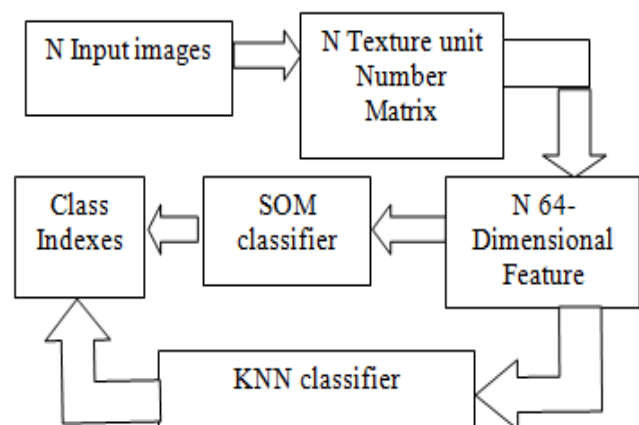 N Input images
N Texture unit
Number
Matrix
Class
Indexes
SOM
classifier
N 64-
Dimensional
Feature
KNN classifier